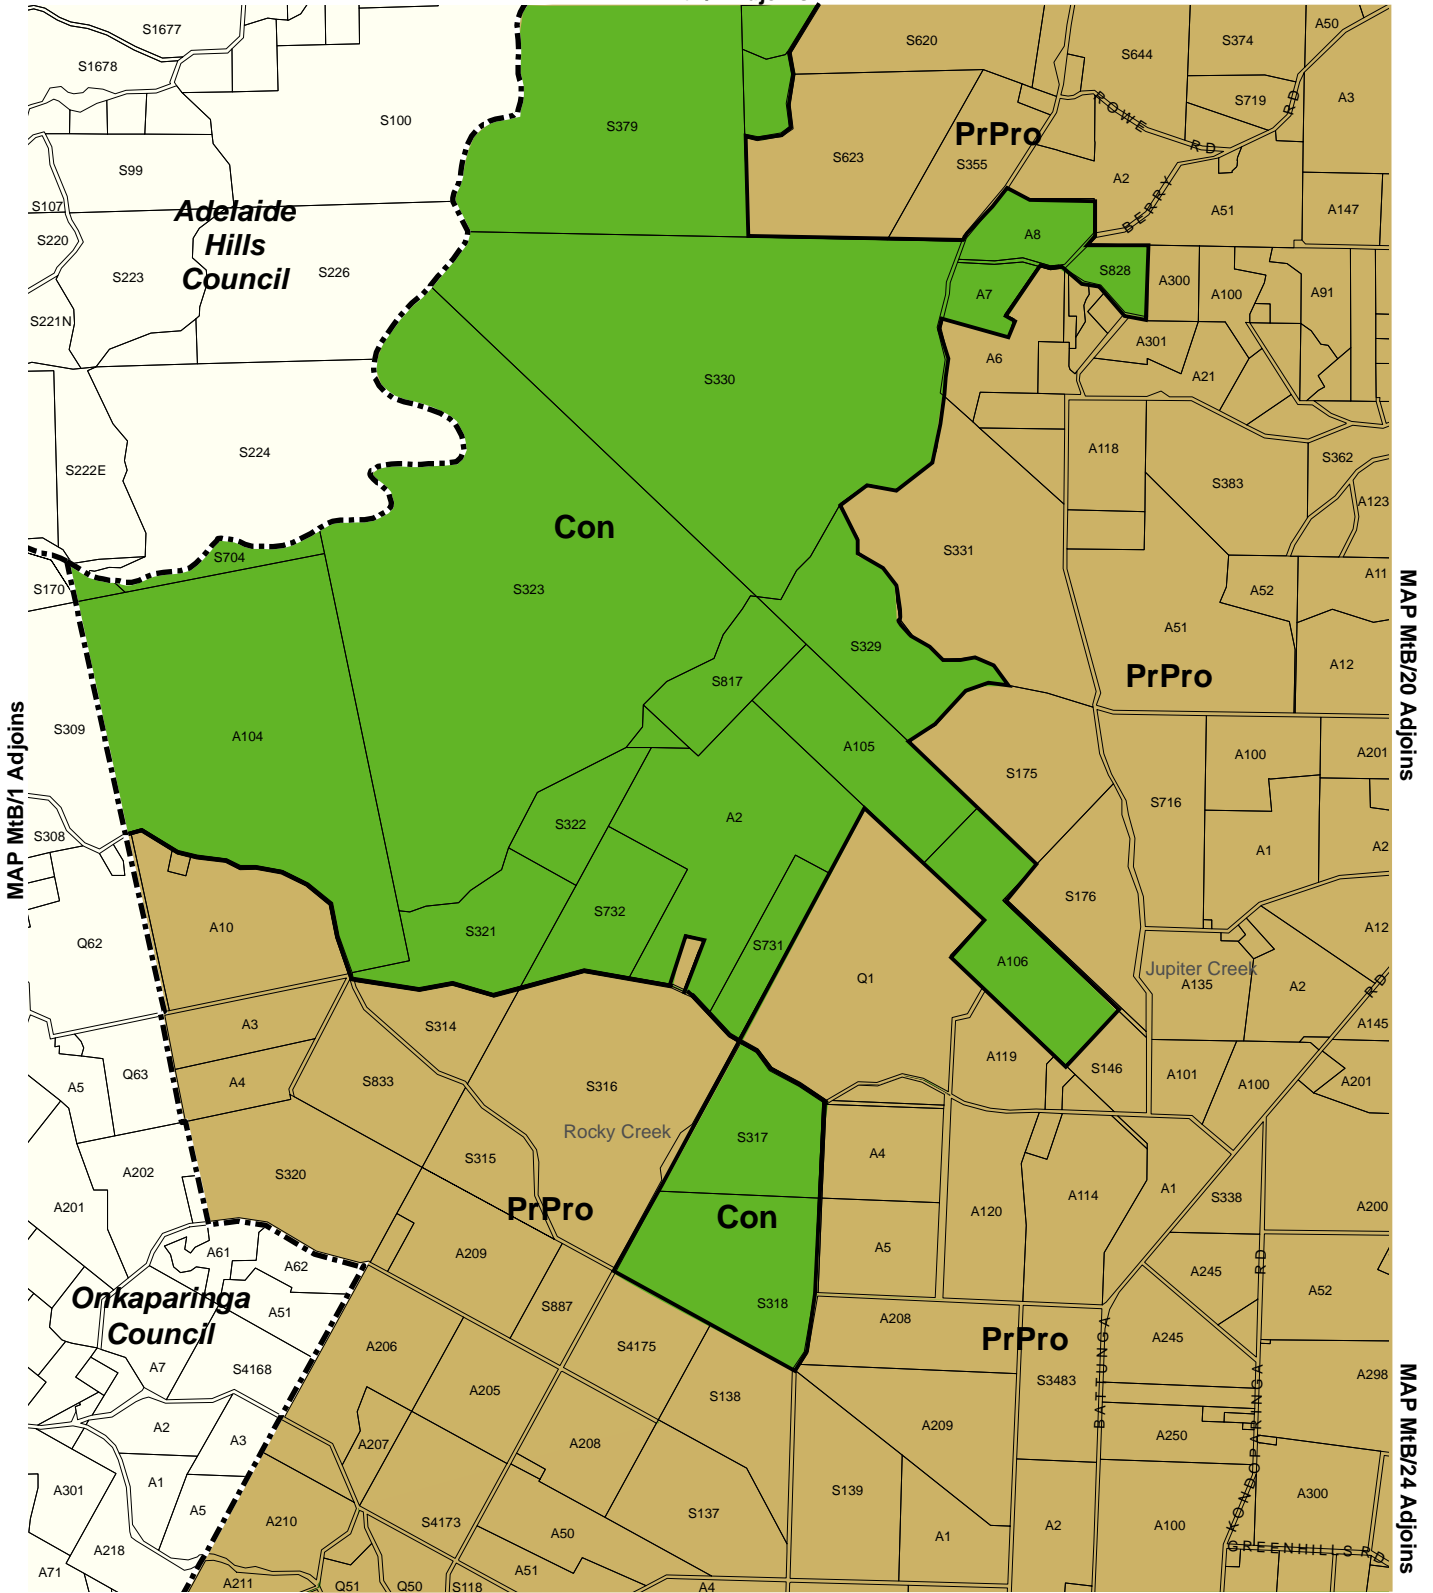 S1677
S620
S644
S374
A50
S1678
S100
S379
S719
A3
ROWE RD
RD
PrPro
S99
S623
S355
A2
BERRY
S107
Adelaide
Hills
Council
A51
A147
S220
A8
S223
S226
S828
A300
A100
A91
A7
S221N
A301
A6
S330
A21
S222E
S224
A118
S362
S383
A123
Con
S331
S704
S170
S323
A52
A11
MAP MtB/20 Adjoins
A51
S329
PrPro
A12
S817
MAP MtB/1 Adjoins
S309
A104
A105
A100
A201
S175
S716
S308
S322
A2
A1
A2
S176
A10
S732
S321
S731
Q62
A12
A106
Q1
Jupiter Creek
A135
A2
RD
A3
S314
A145
A119
S146
A5
Q63
A4
S833
S316
A101
A100
A201
Rocky Creek
S317
A4
S315
A202
S320
A201
PrPro
Con
A120
A114
A1
S338
A200
A61
A209
A5
A62
A245
RD
Onkaparinga
Council
A51
S887
S318
A208
A52
PrPro
A206
S4175
BATTUNGA
A245
A7
S4168
A205
S138
S3483
KONDOPARINGA
A298
MAP MtB/24 Adjoins
A2
A3
A207
A208
A209
A250
A301
A1
A5
S139
A300
A210
S4173
A50
S137
A1
A2
A100
A218
GREENHILLS RD
A71
A211
Q51
Q50
S118
A51
A4